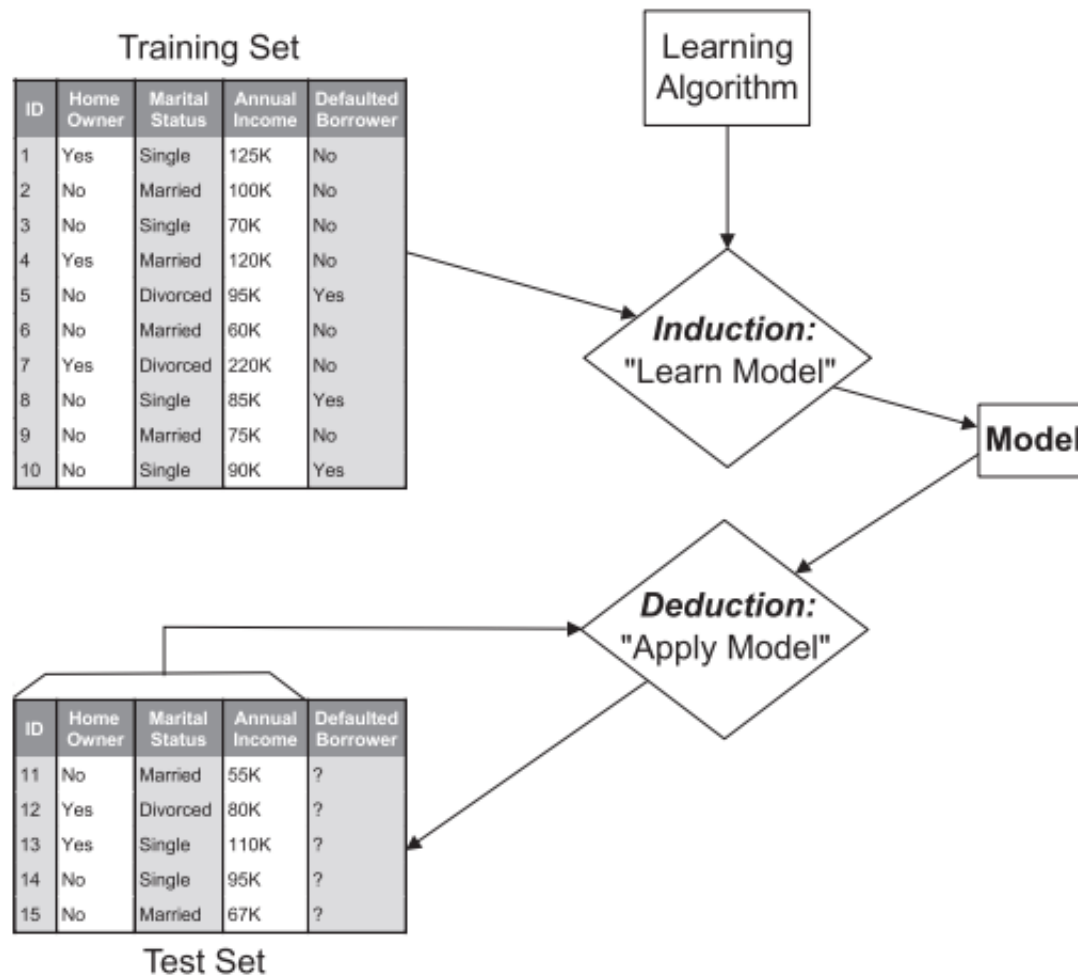 Training Set
ID Home Owner Marital Status Annual Income Defaulted Borrower
1 Yes Single 125K No
2 No Married 100K No
3 No Single 70K No
4 Yes Married 120K No
5 No Divorced 95K Yes
6 No Married 60K No
7 Yes Divorced 220K No
8 No Single 85K Yes
9 No Married 75K No
10 No Single 90K Yes
Learning
Algorithm
Induction:
"Learn Model"
Model
Deduction:
"Apply Model"
ID Home Owner Marital Status Annual Income Defaulted Borrower
11 No Married 55K ?
12 Yes Divorced 80K ?
13 Yes Single 110K ?
14 No Single 95K ?
15 No Married 67K ?
Test Set